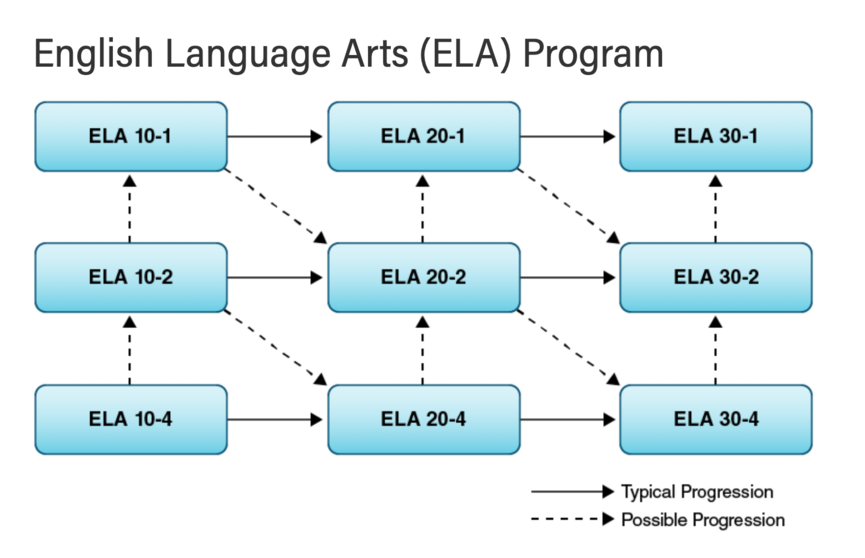 English Language Arts (ELA) Program
ELA 10-1
ELA 20-1
ELA 30-1
ELA 10-2
ELA 20-2
ELA 30-2
ELA 10-4
ELA 20-4
ELA 30-4
Typical Progression
Possible Progression